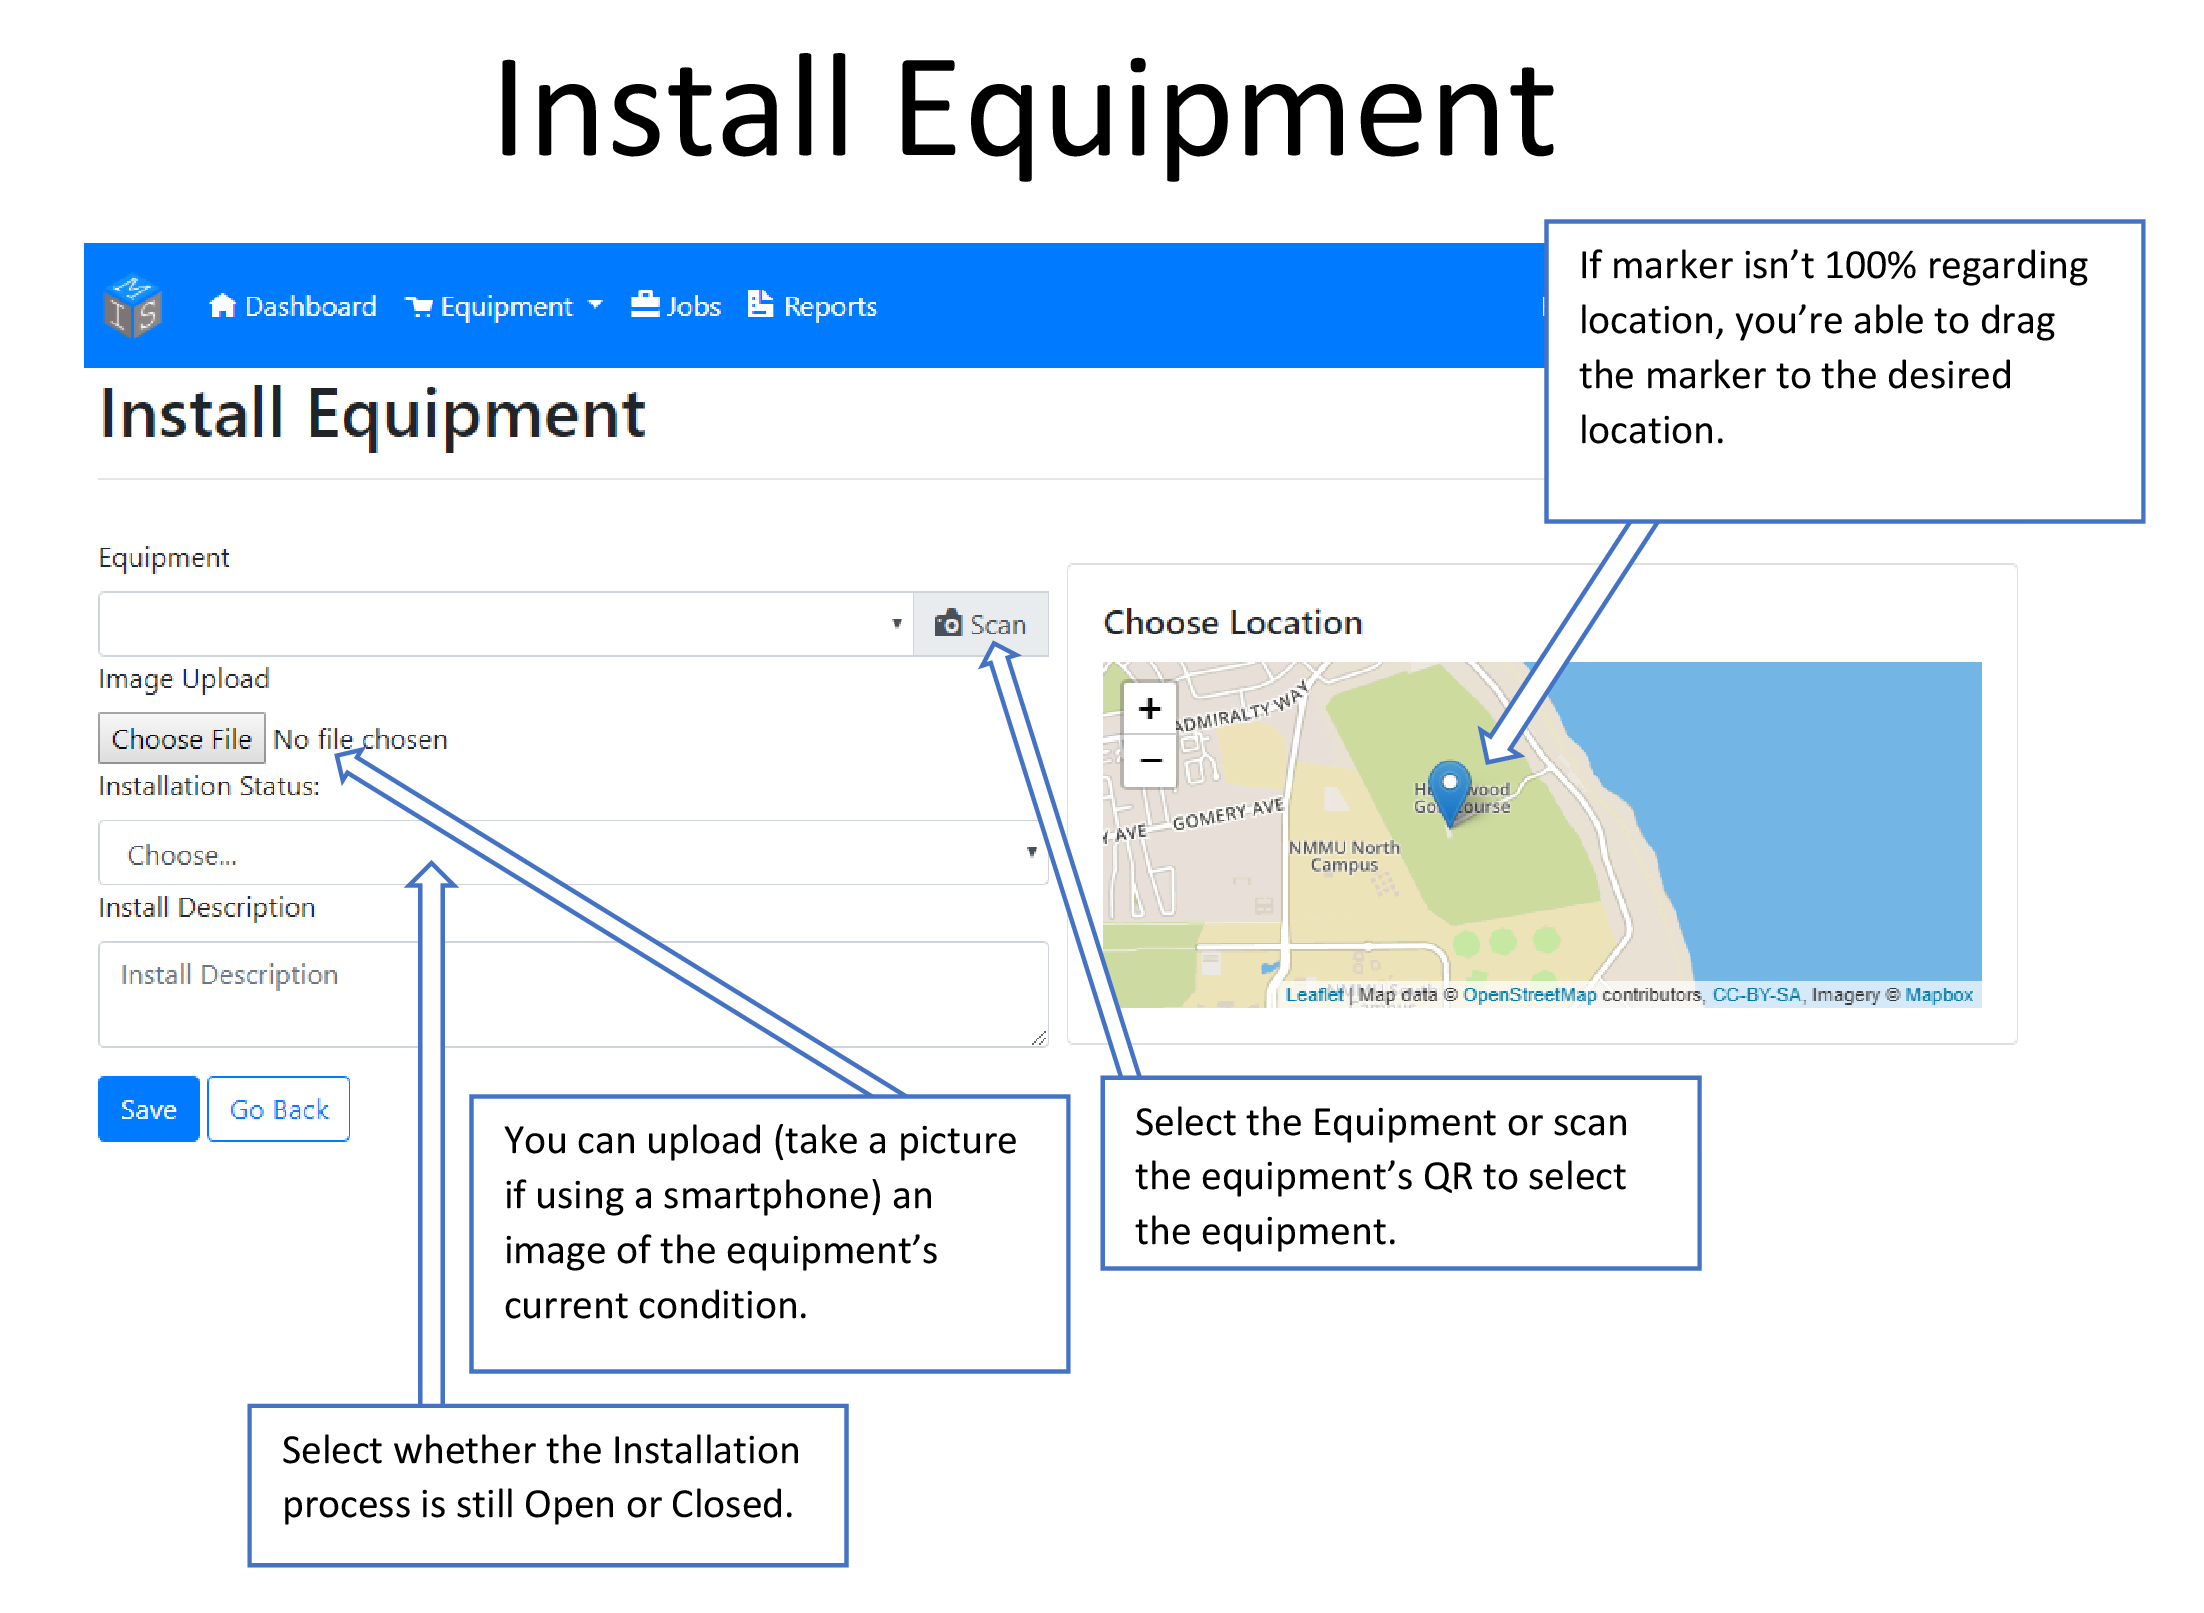 Install Equipment
If marker isn’t 100% regarding
location, you’re able to drag
the marker to the desired
location.
M
I S
Dashboard Equipment Jobs Reports
Install Equipment
Equipment
Scan
Image Upload
Choose File No file chosen
Installation Status:
Choose...
Install Description
Install Description
Save Go Back
Choose Location
+
−
ADMIRALTY WAY
GOMERY AVE
AVE
NMMU North
Campus
Leaflet | Map data © OpenStreetMap contributors, CC-BY-SA, Imagery © Mapbox
You can upload (take a picture
if using a smartphone) an
image of the equipment’s
current condition.
Select the Equipment or scan
the equipment’s QR to select
the equipment.
Select whether the Installation
process is still Open or Closed.